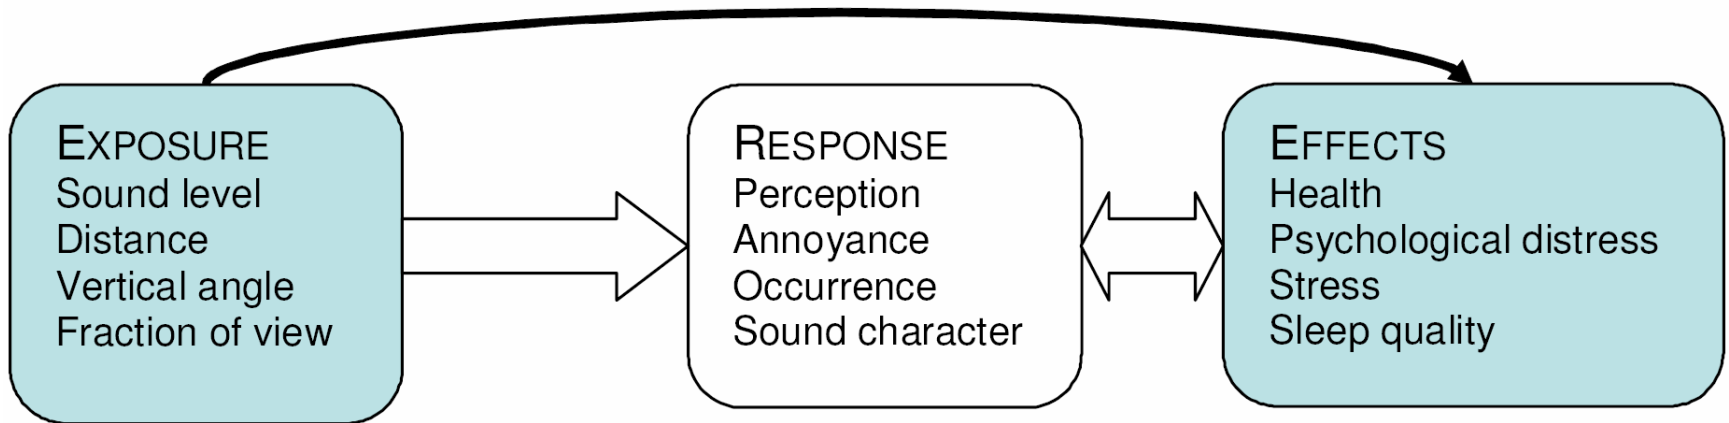 EXPOSURE
Sound level
Distance
Vertical angle
Fraction of view
RESPONSE
Perception
Annoyance
Occurrence
Sound character
EFFECTS
Health
Psychological distress
Stress
Sleep quality